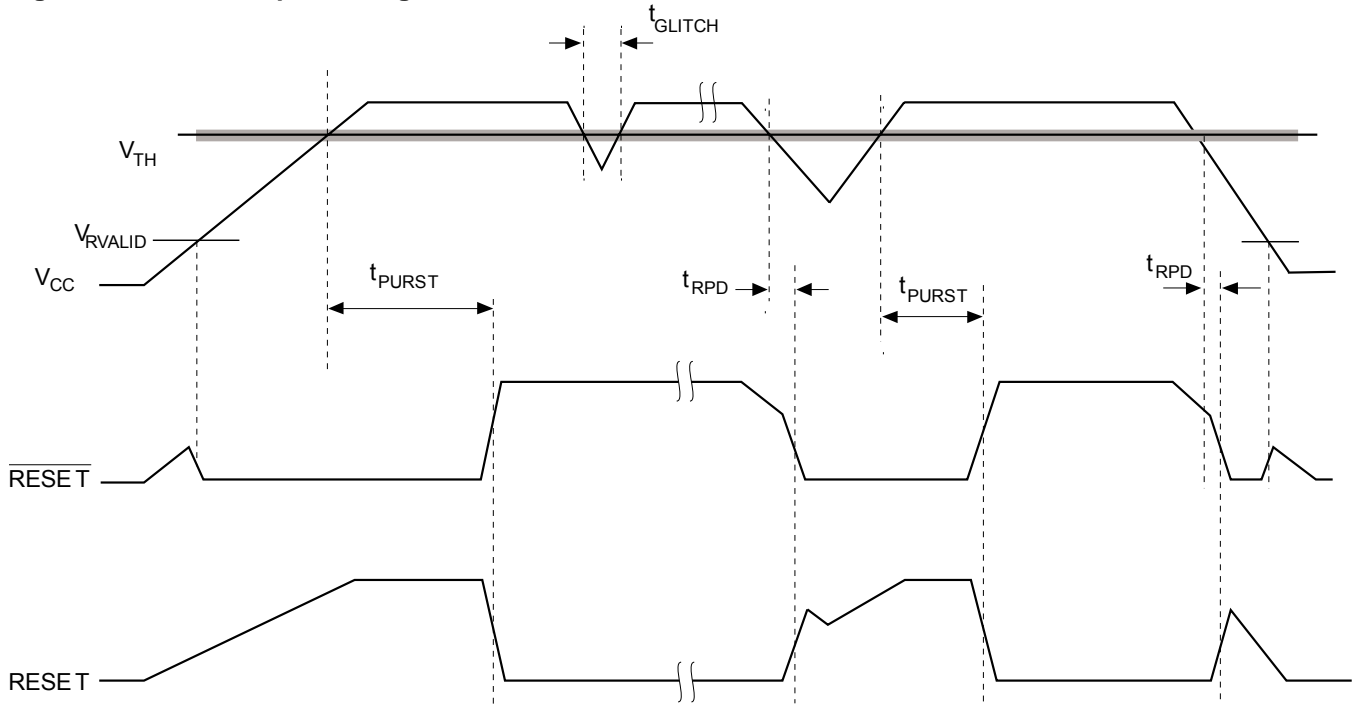 tGLITCH
VTH
VRVALID
VCC
tPURST
tRPD
tPURST
tRPD
RESET
RESET